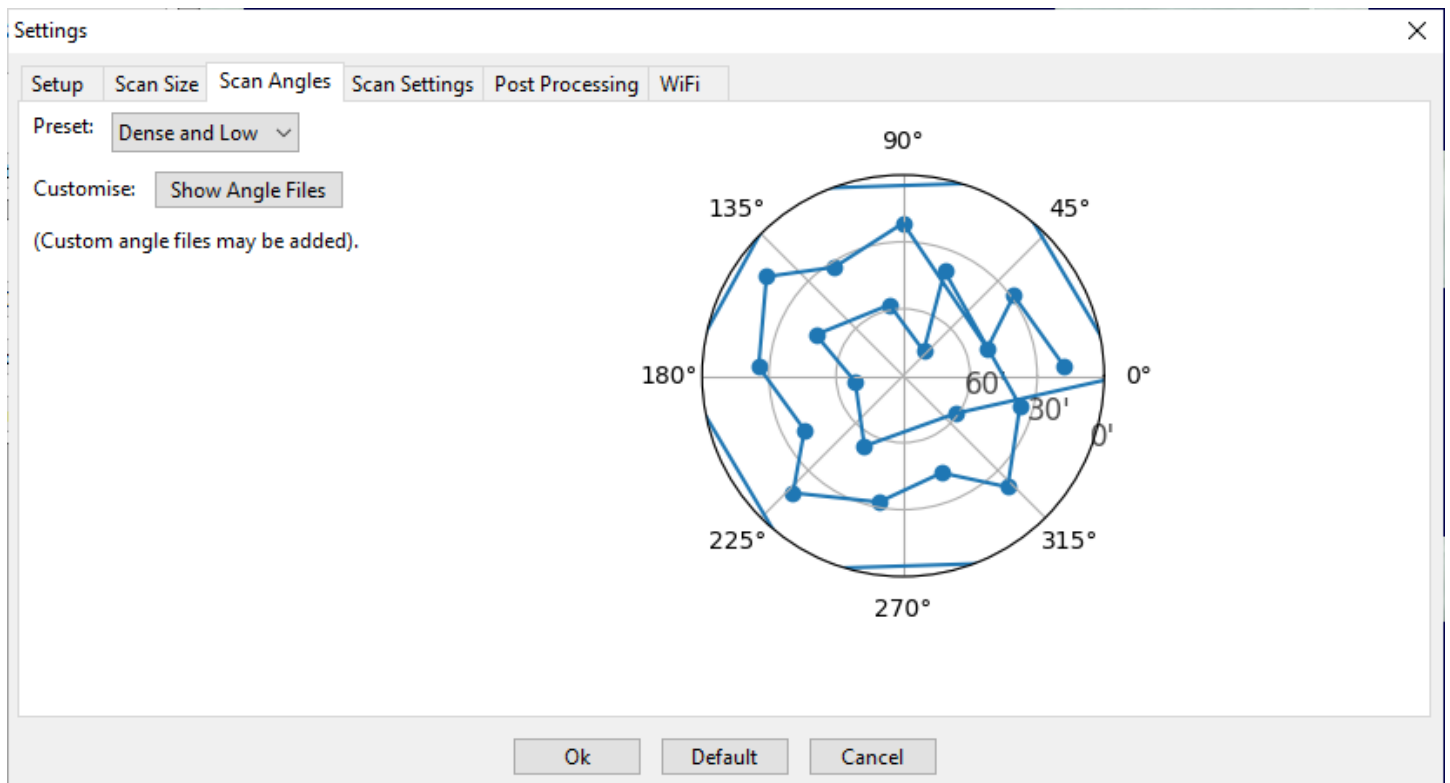 Settings
Setup Scan Size Scan Angles Scan Settings Post Processing WiFi
Preset: Dense and Low
Customise: Show Angle Files
(Custom angle files may be added).
90°
135° 45°
180° 60' 30' 0' 0°
225° 315°
270°
Ok Default Cancel